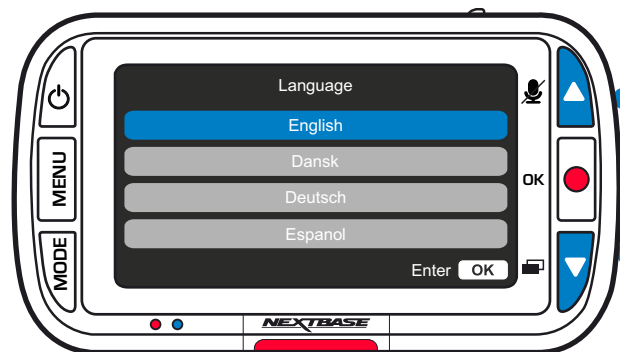 Language
English
MENU
Dansk
OK
Deutsch
Espanol
MODE
Enter OK
NEXTBASE